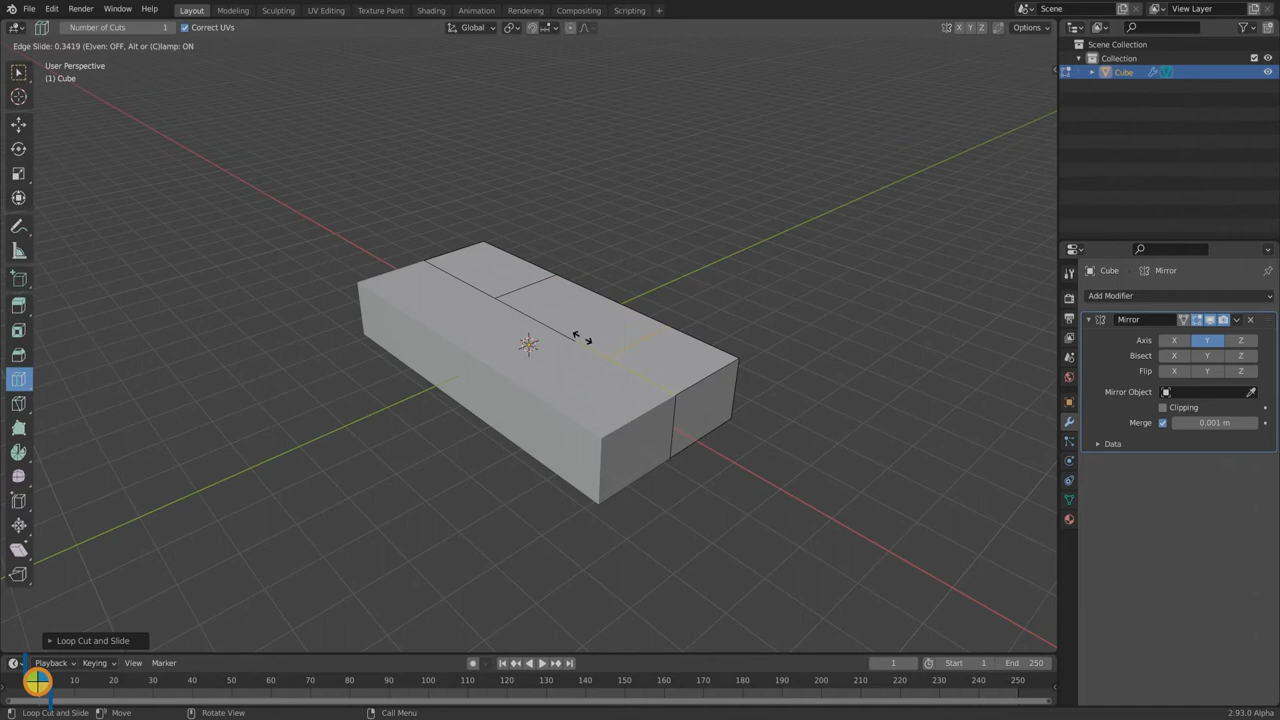 File Edit Render Window Help Layout Modeling Sculpting UV Editing Texture Paint Shading Animation Rendering Compositing Scripting Scene View Layer
Number of Cuts 1 Correct UVs Global X Y Z Options
Edge Slide: 0.3419 (E)ven: OFF, Alt or (C)lamp: ON
Scene Collection
Collection
Cube
User Perspective
(1) Cube
Cube Mirror
Add Modifier
Mirror
Axis X Y Z
Bisect X Y Z
Flip X Y Z
Mirror Object
Clipping
Merge 0.001 m
Data
Loop Cut and Slide
Playback Keying View Marker 1 Start 1 End 250
10 20 30 40 50 60 70 80 90 100 110 120 130 140 150 160 170 180 190 200 210 220 230 240 250
Loop Cut and Slide Move Rotate View Call Menu 2.93.0 Alpha